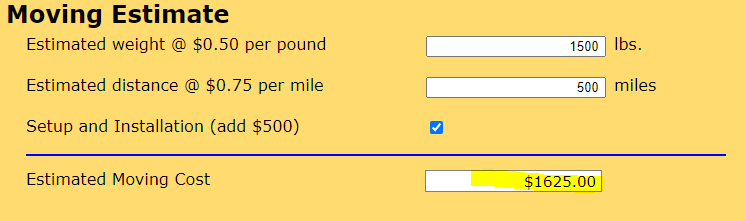 Moving Estimate
Estimated weight @ $0.50 per pound 1500 lbs.
Estimated distance @ $0.75 per mile 500 miles
Setup and Installation (add $500)
Estimated Moving Cost $1625.00